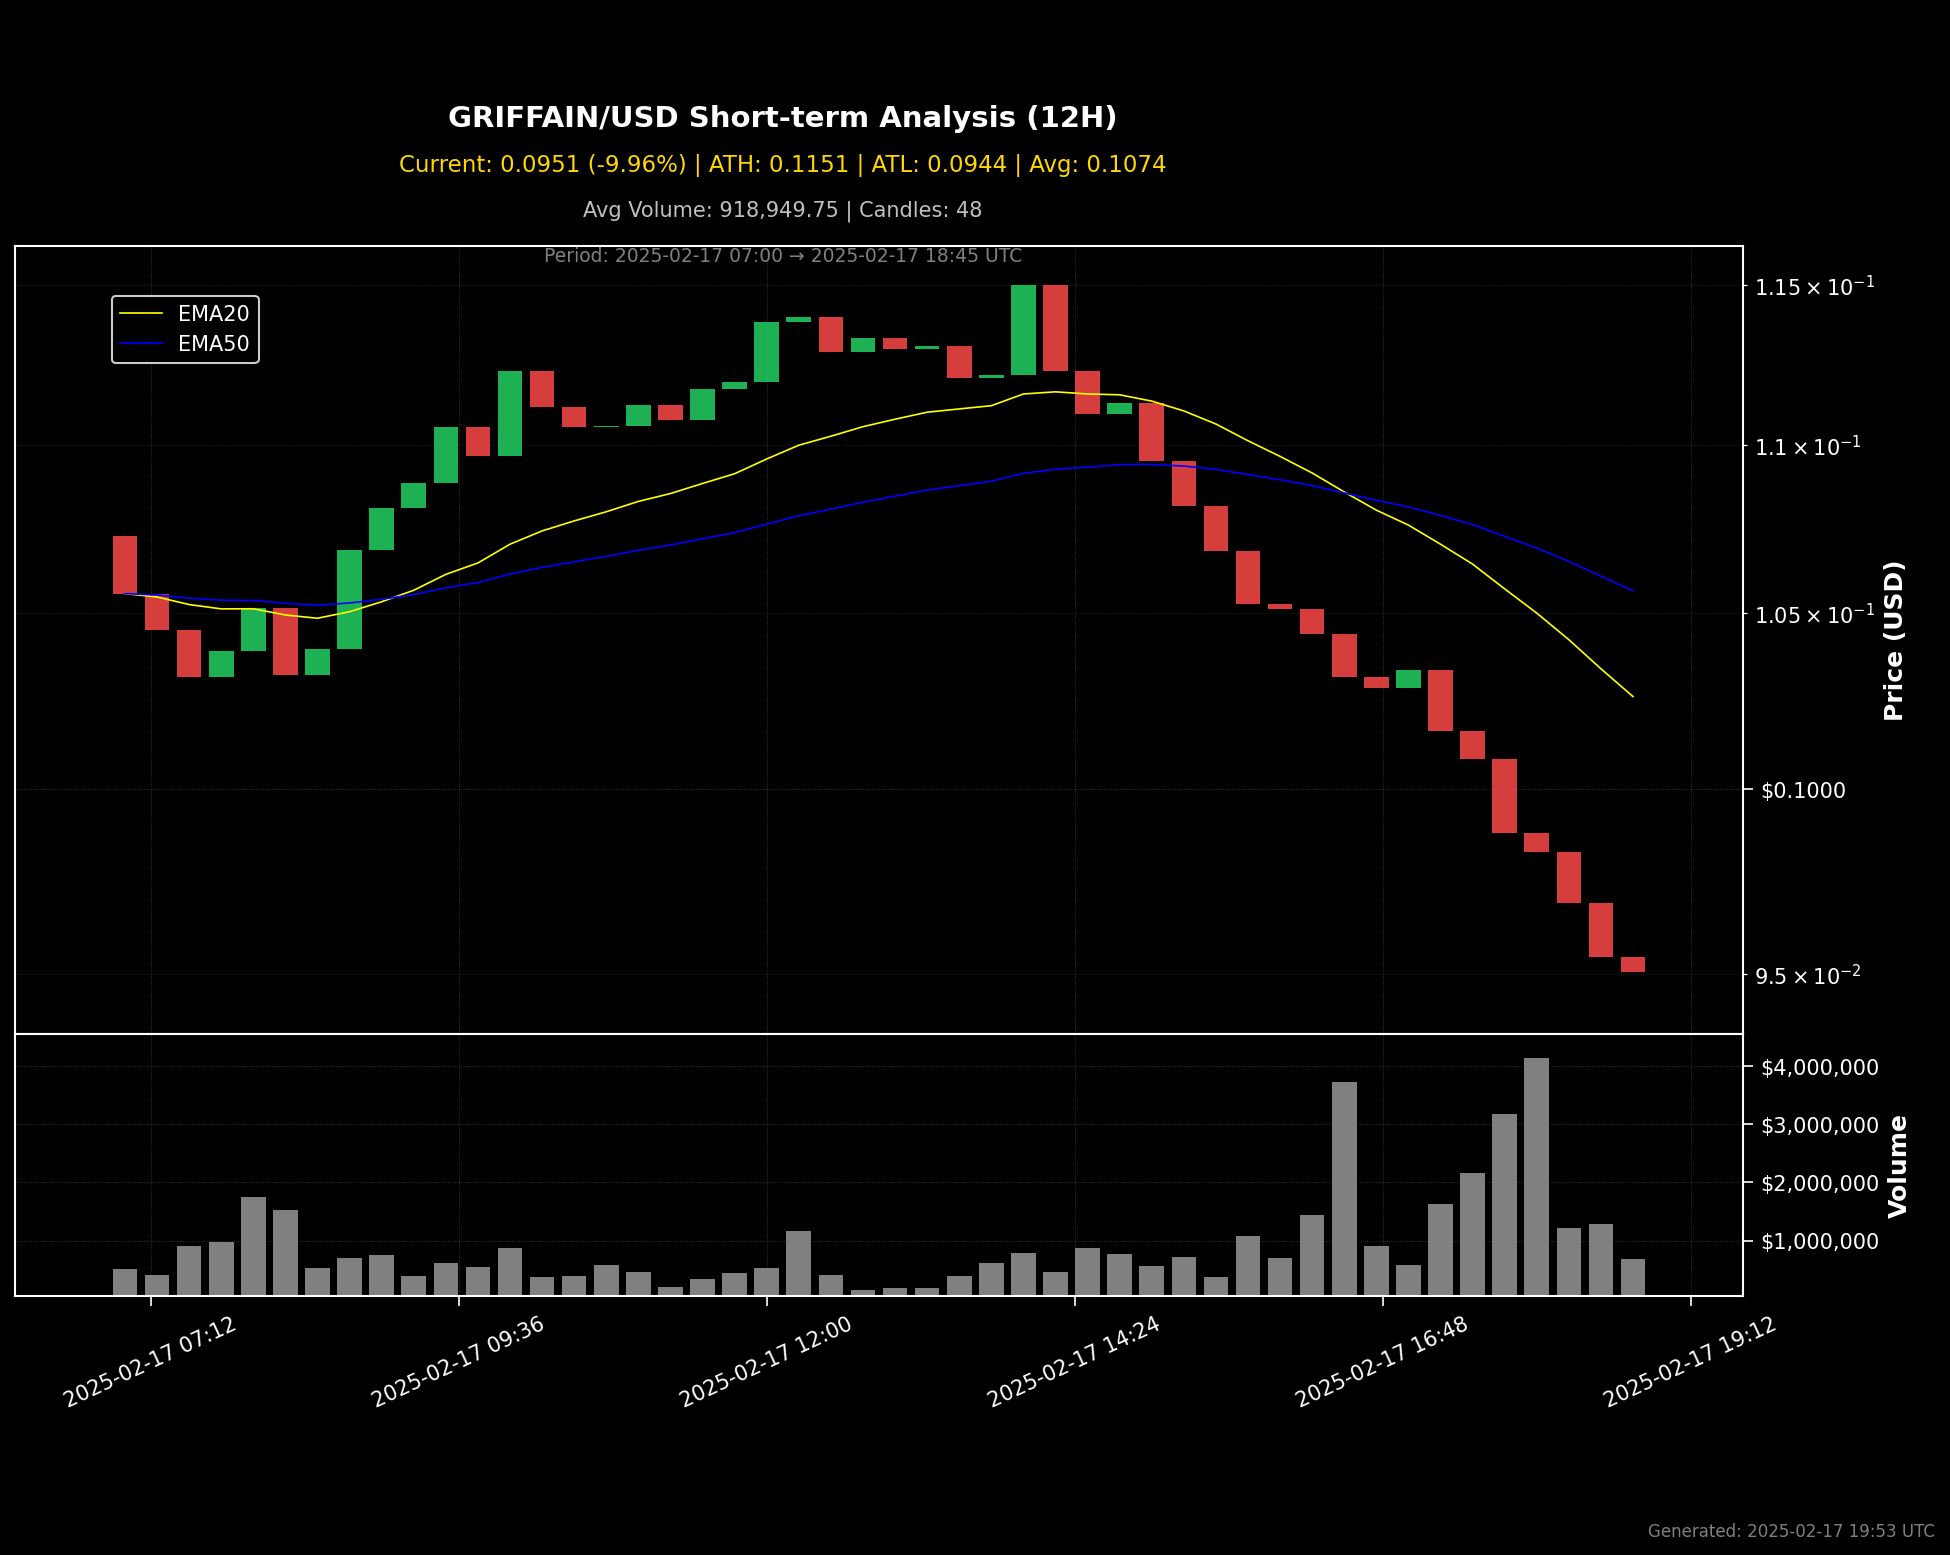 GRIFFAIN/USD Short-term Analysis (12H)
Current: 0.0951 (-9.96%) | ATH: 0.1151 | ATL: 0.0944 | Avg: 0.1074
Avg Volume: 918,949.75 | Candles: 48
Period: 2025-02-17 07:00 → 2025-02-17 18:45 UTC
EMA20
EMA50
1.15 × 10⁻¹
1.1 × 10⁻¹
1.05 × 10⁻¹
$0.1000
9.5 × 10⁻²
Price (USD)
$4,000,000
$3,000,000
$2,000,000
$1,000,000
Volume
2025-02-17 07:12
2025-02-17 09:36
2025-02-17 12:00
2025-02-17 14:24
2025-02-17 16:48
2025-02-17 19:12
Generated: 2025-02-17 19:53 UTC